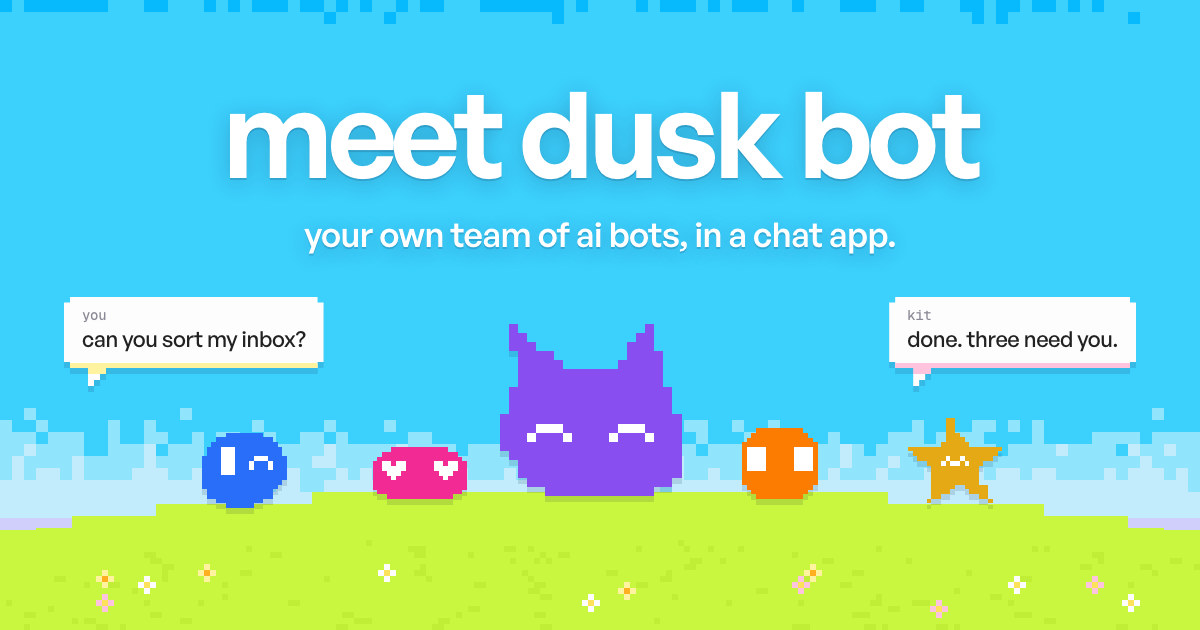 meet dusk bot
your own team of ai bots, in a chat app.
you
can you sort my inbox?
kit
done. three need you.